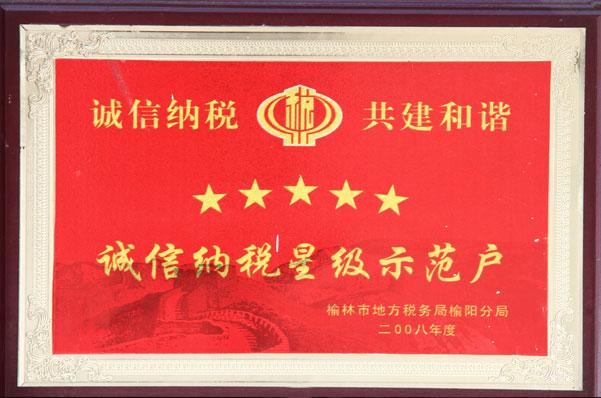 诚信纳税 税 共建和谐
诚信纳税星级示范户
榆林市地方税务局榆阳分局
二00八年度